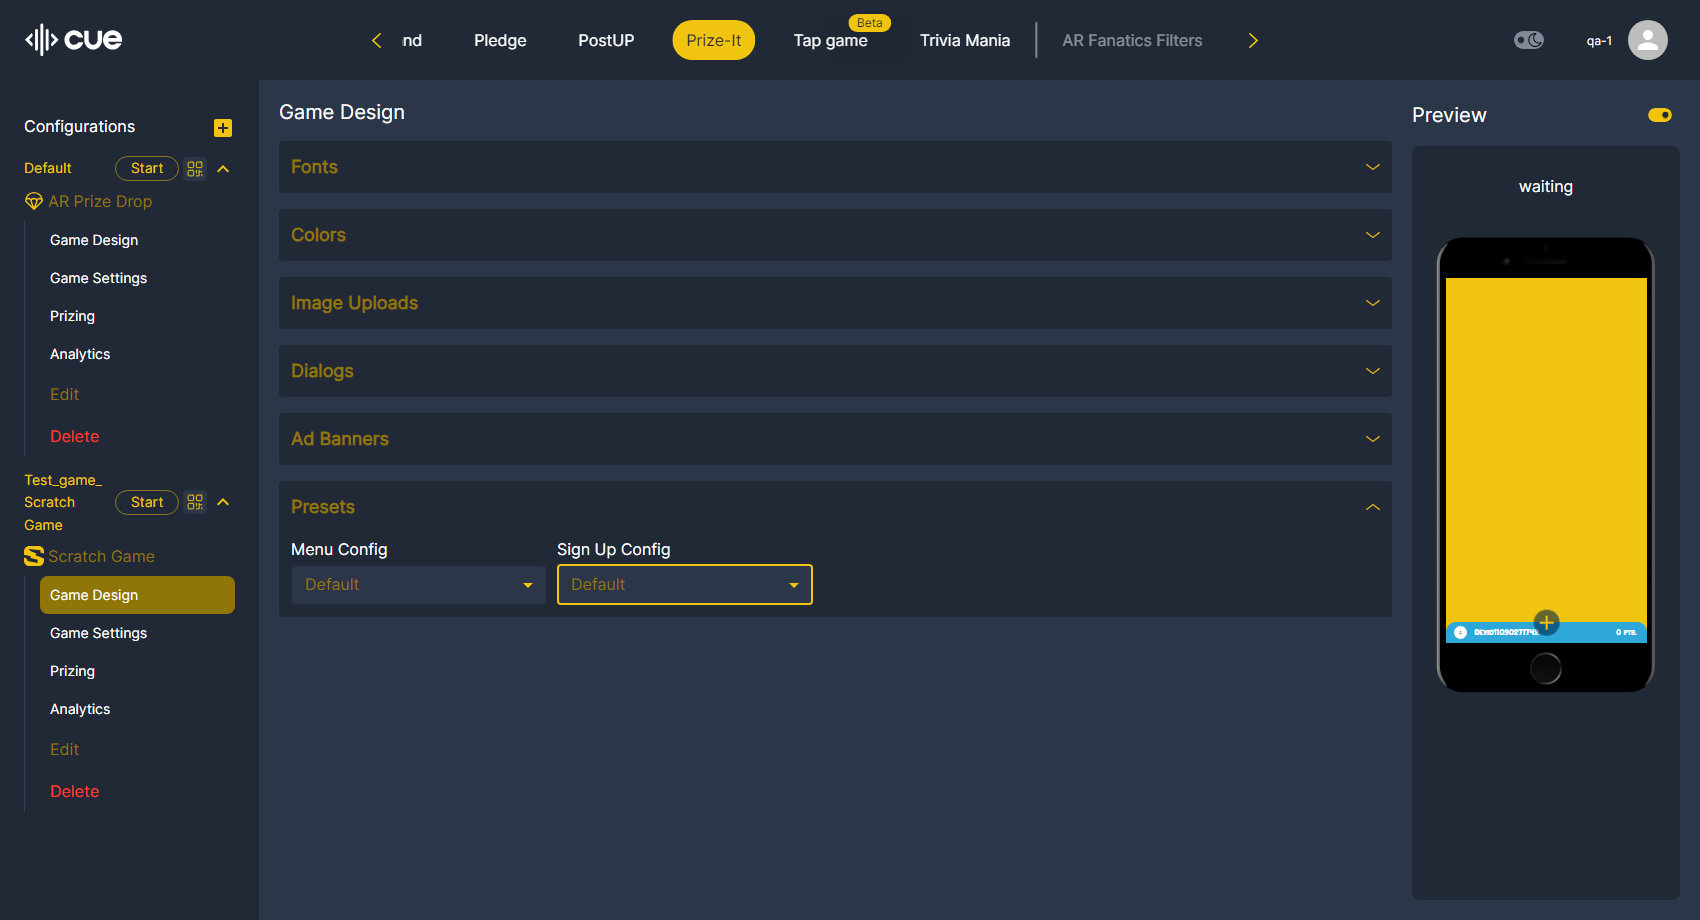 cue
nd
Pledge
PostUP
Prize-It
Tap game
Beta
Trivia Mania
AR Fanatics Filters
qa-1
Configurations
Default
Start
AR Prize Drop
Game Design
Game Settings
Prizing
Analytics
Edit
Delete
Test_game_
Scratch
Game
Start
Scratch Game
Game Design
Game Settings
Prizing
Analytics
Edit
Delete
Game Design
Fonts
Colors
Image Uploads
Dialogs
Ad Banners
Presets
Menu Config
Sign Up Config
Default
Default
Preview
waiting
0 PTS.